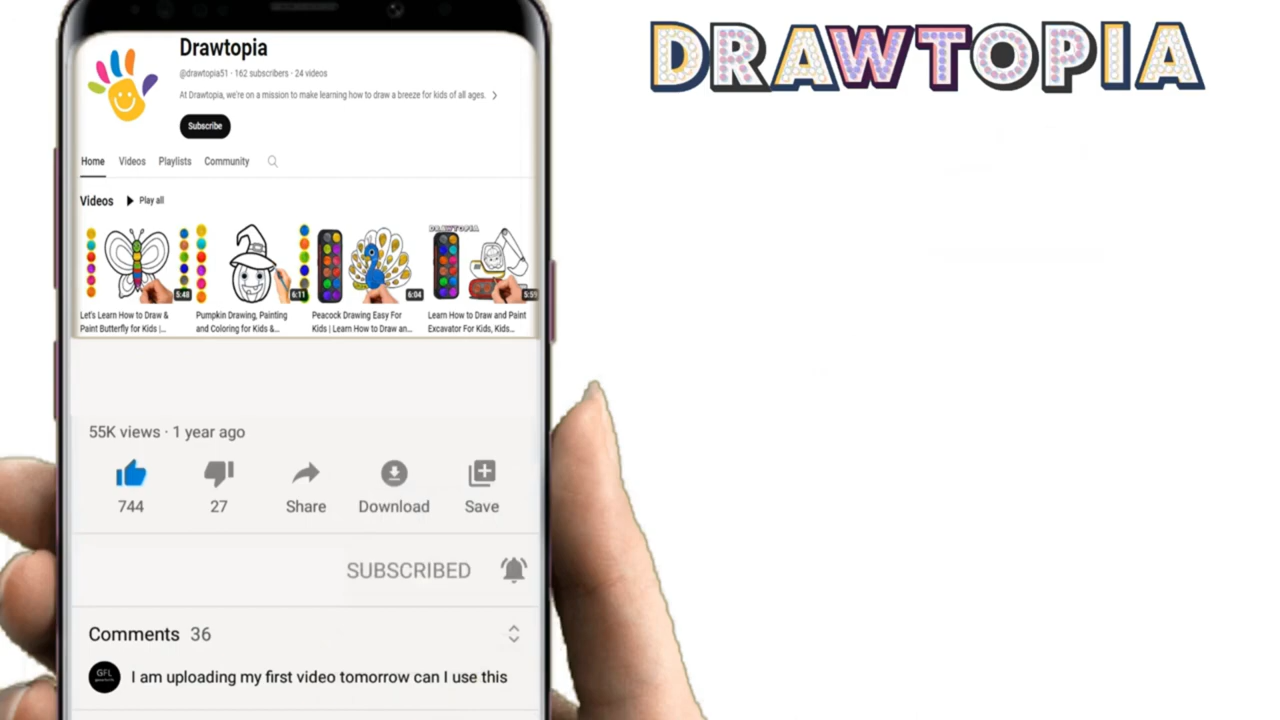 Drawtopia
@drawtopia51 · 162 subscribers · 24 videos
At Drawtopia, we're on a mission to make learning how to draw a breeze for kids of all ages.
Subscribe
Home Videos Playlists Community
Videos Play all
DRAWTOPIA
5:48 6:11 6:04 5:59
Let's Learn How to Draw & Paint Butterfly for Kids |...
Pumpkin Drawing, Painting and Coloring for Kids &...
Peacock Drawing Easy For Kids | Learn How to Draw an...
Learn How to Draw and Paint Excavator For Kids, Kids...
55K views · 1 year ago
744 27 Share Download Save
SUBSCRIBED
Comments 36
GFL
I am uploading my first video tomorrow can I use this
DRAWTOPIA